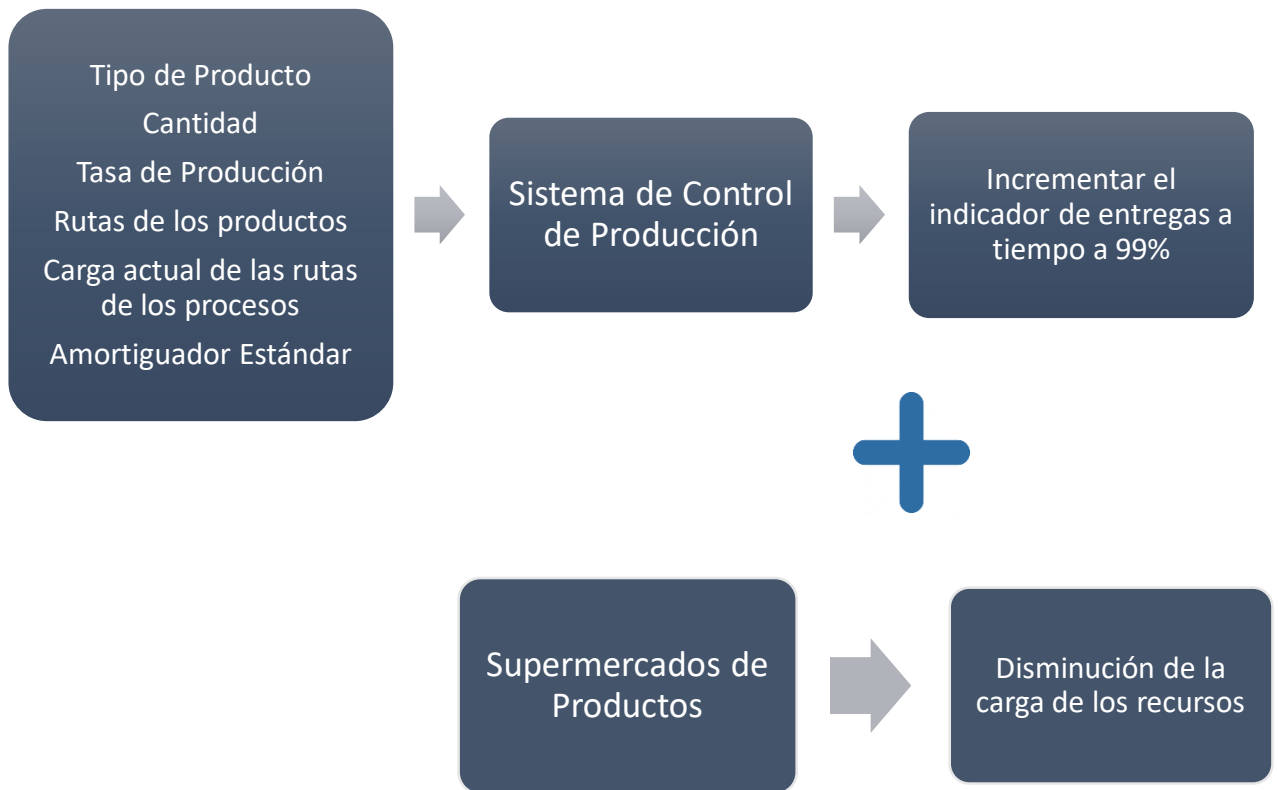 Tipo de Producto
Cantidad
Tasa de Producción
Rutas de los productos
Carga actual de las rutas
de los procesos
Amortiguador Estándar
Sistema de Control
de Producción
Incrementar el
indicador de entregas a
tiempo a 99%
Supermercados de
Productos
Disminución de la
carga de los recursos